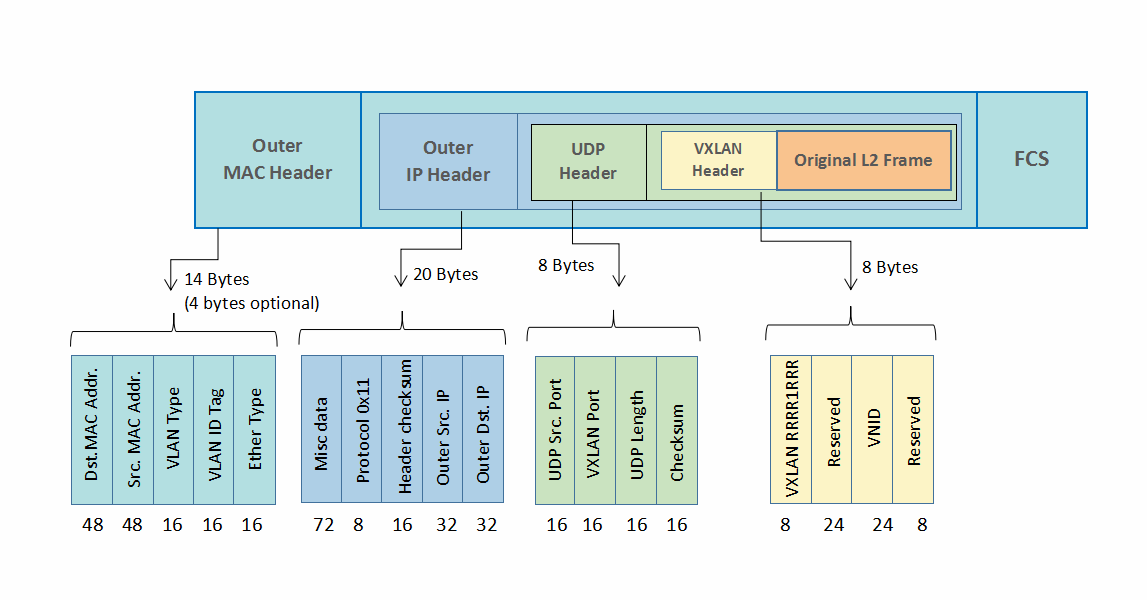 Outer
MAC Header
Outer
IP Header
UDP
Header
VXLAN
Header
Original L2 Frame
FCS
14 Bytes
(4 bytes optional)
20 Bytes
8 Bytes
8 Bytes
Dst.MAC Addr.
Src. MAC Addr.
VLAN Type
VLAN ID Tag
Ether Type
Misc data
Protocol 0x11
Header checksum
Outer Src. IP
Outer Dst. IP
UDP Src. Port
VXLAN Port
UDP Length
Checksum
VXLAN RRRR1RRR
Reserved
VNID
Reserved
48 48 16 16 16
72 8 16 32 32
16 16 16 16
8 24 24 8